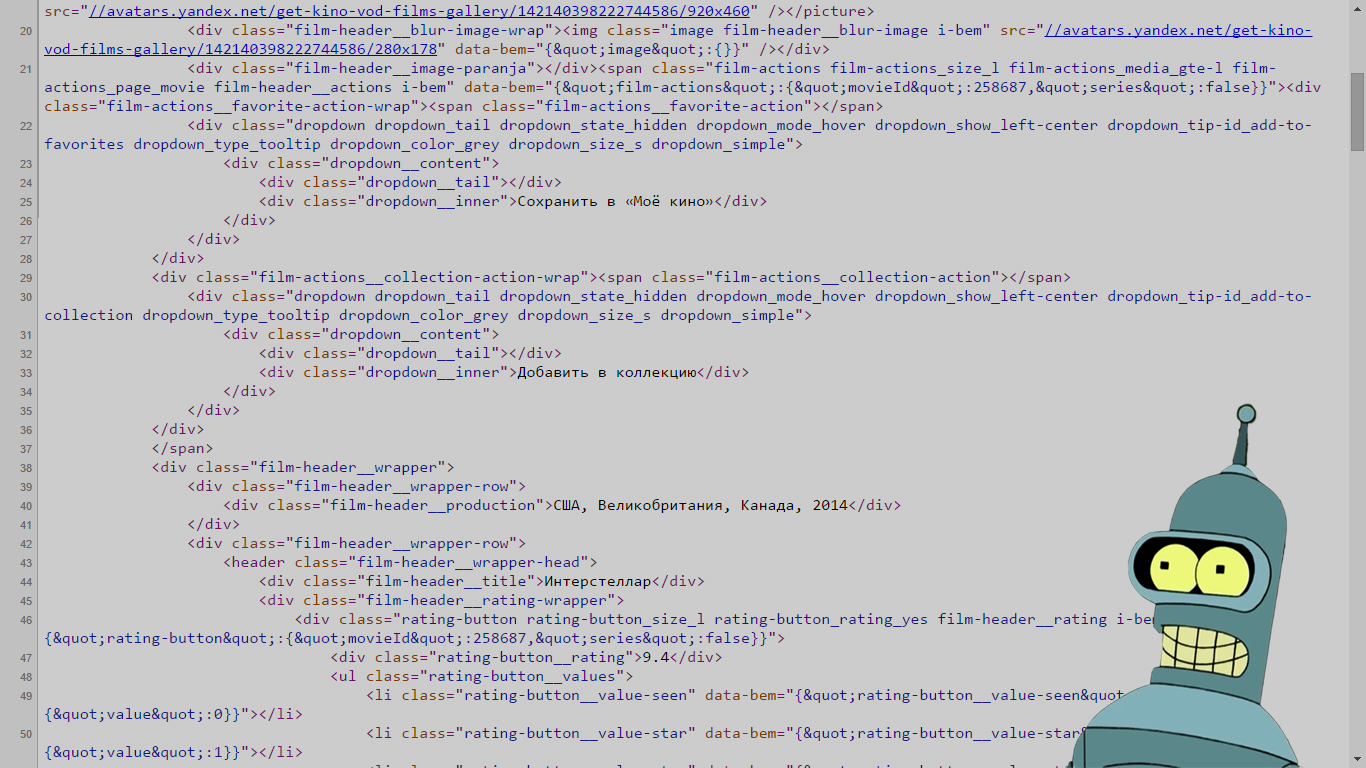 src="//avatars.yandex.net/get-kino-vod-films-gallery/142140398222744586/920x460" /></picture>
20 <div class="film-header__blur-image-wrap"><img class="image film-header__blur-image i-bem" src="//avatars.yandex.net/get-kino-
vod-films-gallery/142140398222744586/280x178" data-bem="{&quot;image&quot;:{}}" /></div>
21 <div class="film-header__image-paranja"></div><span class="film-actions film-actions_size_l film-actions_media_gte-l film-
actions_page_movie film-header__actions i-bem" data-bem="{&quot;film-actions&quot;:{&quot;movieId&quot;:258687,&quot;series&quot;:false}}"><div
class="film-actions__favorite-action-wrap"><span class="film-actions__favorite-action"></span>
22 <div class="dropdown dropdown_tail dropdown_state_hidden dropdown_mode_hover dropdown_show_left-center dropdown_tip-id_add-to-
favorites dropdown_type_tooltip dropdown_color_grey dropdown_size_s dropdown_simple">
23 <div class="dropdown__content">
24 <div class="dropdown__tail"></div>
25 <div class="dropdown__inner">Сохранить в «Моё кино»</div>
26 </div>
27 </div>
28 </div>
29 <div class="film-actions__collection-action-wrap"><span class="film-actions__collection-action"></span>
30 <div class="dropdown dropdown_tail dropdown_state_hidden dropdown_mode_hover dropdown_show_left-center dropdown_tip-id_add-to-
collection dropdown_type_tooltip dropdown_color_grey dropdown_size_s dropdown_simple">
31 <div class="dropdown__content">
32 <div class="dropdown__tail"></div>
33 <div class="dropdown__inner">Добавить в коллекцию</div>
34 </div>
35 </div>
36 </div>
37 </span>
38 <div class="film-header__wrapper">
39 <div class="film-header__wrapper-row">
40 <div class="film-header__production">США, Великобритания, Канада, 2014</div>
41 </div>
42 <div class="film-header__wrapper-row">
43 <header class="film-header__wrapper-head">
44 <div class="film-header__title">Интерстеллар</div>
45 <div class="film-header__rating-wrapper">
46 <div class="rating-button rating-button_size_l rating-button_rating_yes film-header__rating
{&quot;rating-button&quot;:{&quot;movieId&quot;:258687,&quot;series&quot;:false}}">
47 <div class="rating-button__rating">9.4</div>
48 <ul class="rating-button__values">
49 <li class="rating-button__value-seen" data-bem="{&quot;rating-button__value-seen&quo
{&quot;value&quot;:0}}"></li>
50 <li class="rating-button__value-star" data-bem="{&quot;rating-button__value-star
{&quot;value&quot;:1}}"></li>